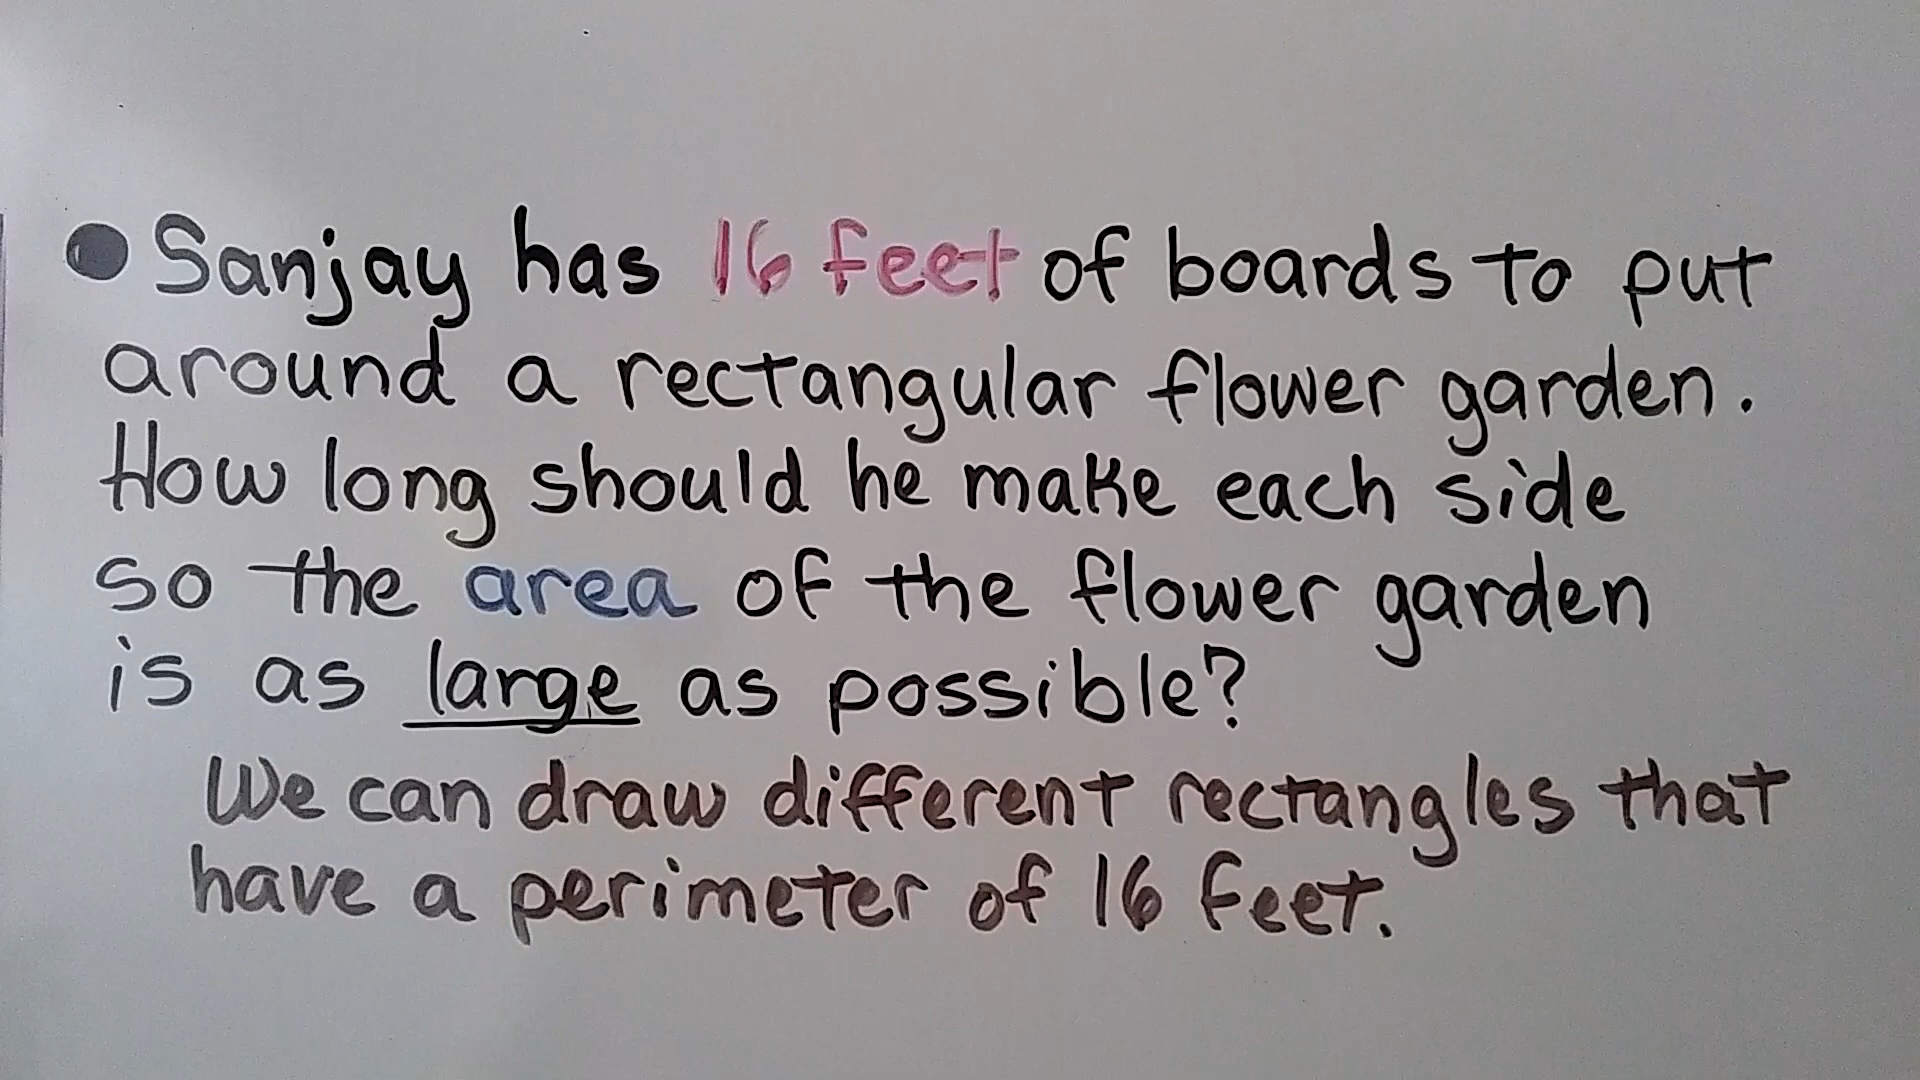 ● Sanjay has 16 feet of boards to put
around a rectangular flower garden.
How long should he make each side
so the area of the flower garden
is as large as possible?
We can draw different rectangles that
have a perimeter of 16 feet.